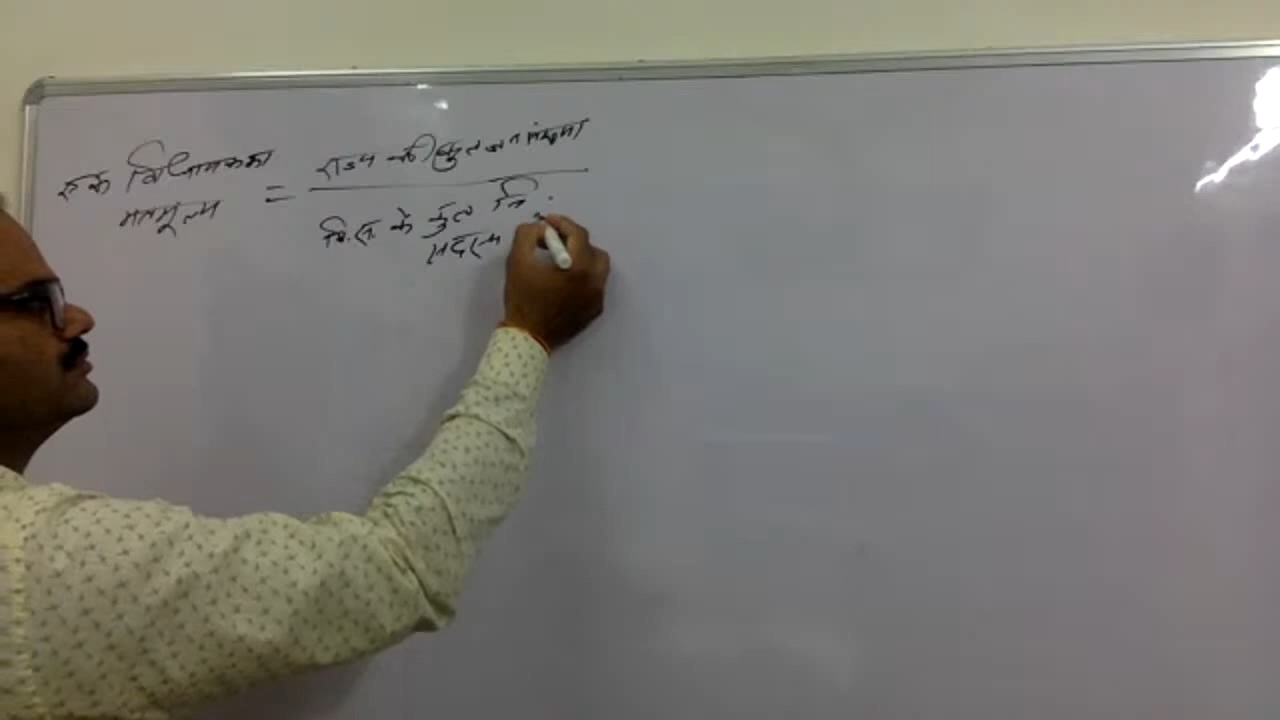 एक विधायक का
मतमूल्य =
राज्य की कुल जनसंख्या
वि.स. के कुल नि.
सदस्य